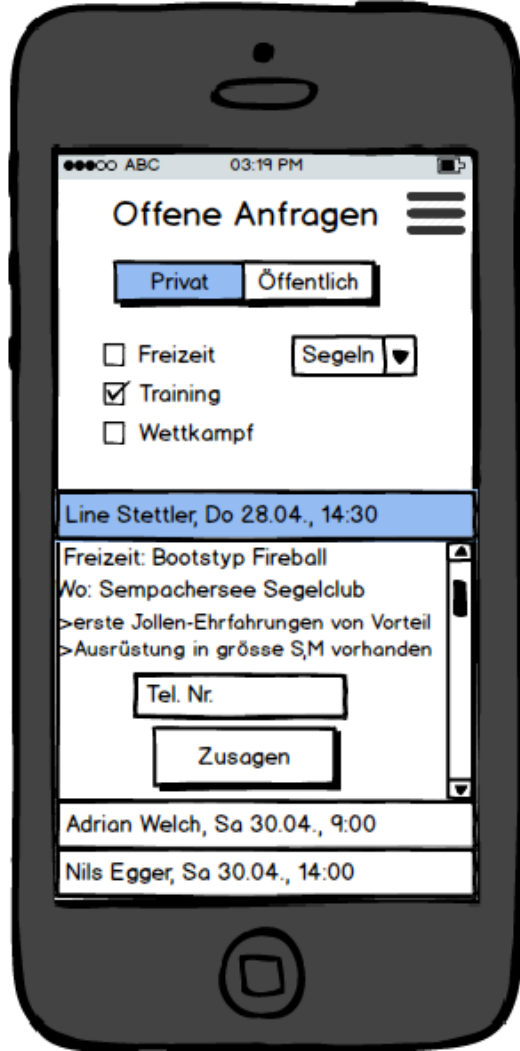 ABC 03:19 PM
Offene Anfragen
Privat Öffentlich
Freizeit Segeln
Training
Wettkampf
Line Stettler, Do 28.04., 14:30
Freizeit: Bootstyp Fireball
Wo: Sempachersee Segelclub
>erste Jollen-Ehrfahrungen von Vorteil
>Ausrüstung in grösse S,M vorhanden
Tel. Nr.
Zusagen
Adrian Welch, Sa 30.04., 9:00
Nils Egger, Sa 30.04., 14:00